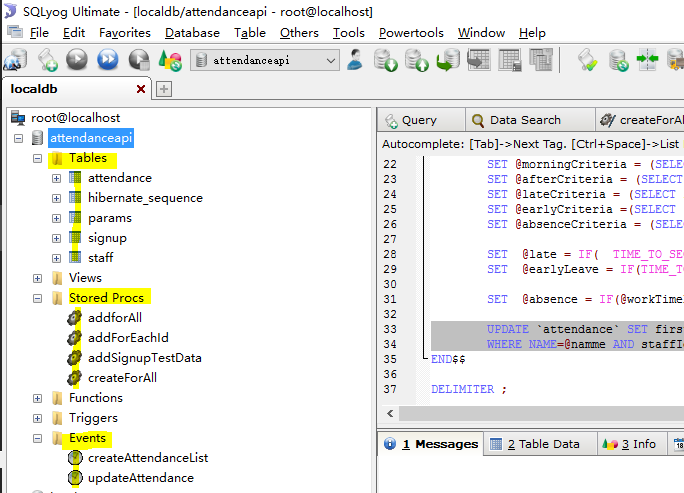 SQLyog Ultimate - [localdb/attendanceapi - root@localhost]
File Edit Favorites Database Table Others Tools Powertools Window Help
attendanceapi
localdb
root@localhost
attendanceapi
Tables
attendance
hibernate_sequence
params
signup
staff
Views
Stored Procs
addforAll
addForEachId
addSignupTestData
createForAll
Functions
Triggers
Events
createAttendanceList
updateAttendance
Query Data Search createForAl
Autocomplete: [Tab]->Next Tag. [Ctrl+Space]->List
22 SET @morningCriteria = (SELE
23 SET @afterCriteria = (SELECT
24 SET @lateCriteria = (SELECT
25 SET @earlyCriteria =(SELECT
26 SET @absenceCriteria = (SELE
27
28 SET @late = IF( TIME_TO_SE
29 SET @earlyLeave = IF(TIME_TO
30
31 SET @absence = IF(@workTime
32
33 UPDATE `attendance` SET first
34 WHERE NAME=@namme AND staffI
35 END$$
36
37 DELIMITER ;
1 Messages 2 Table Data 3 Info